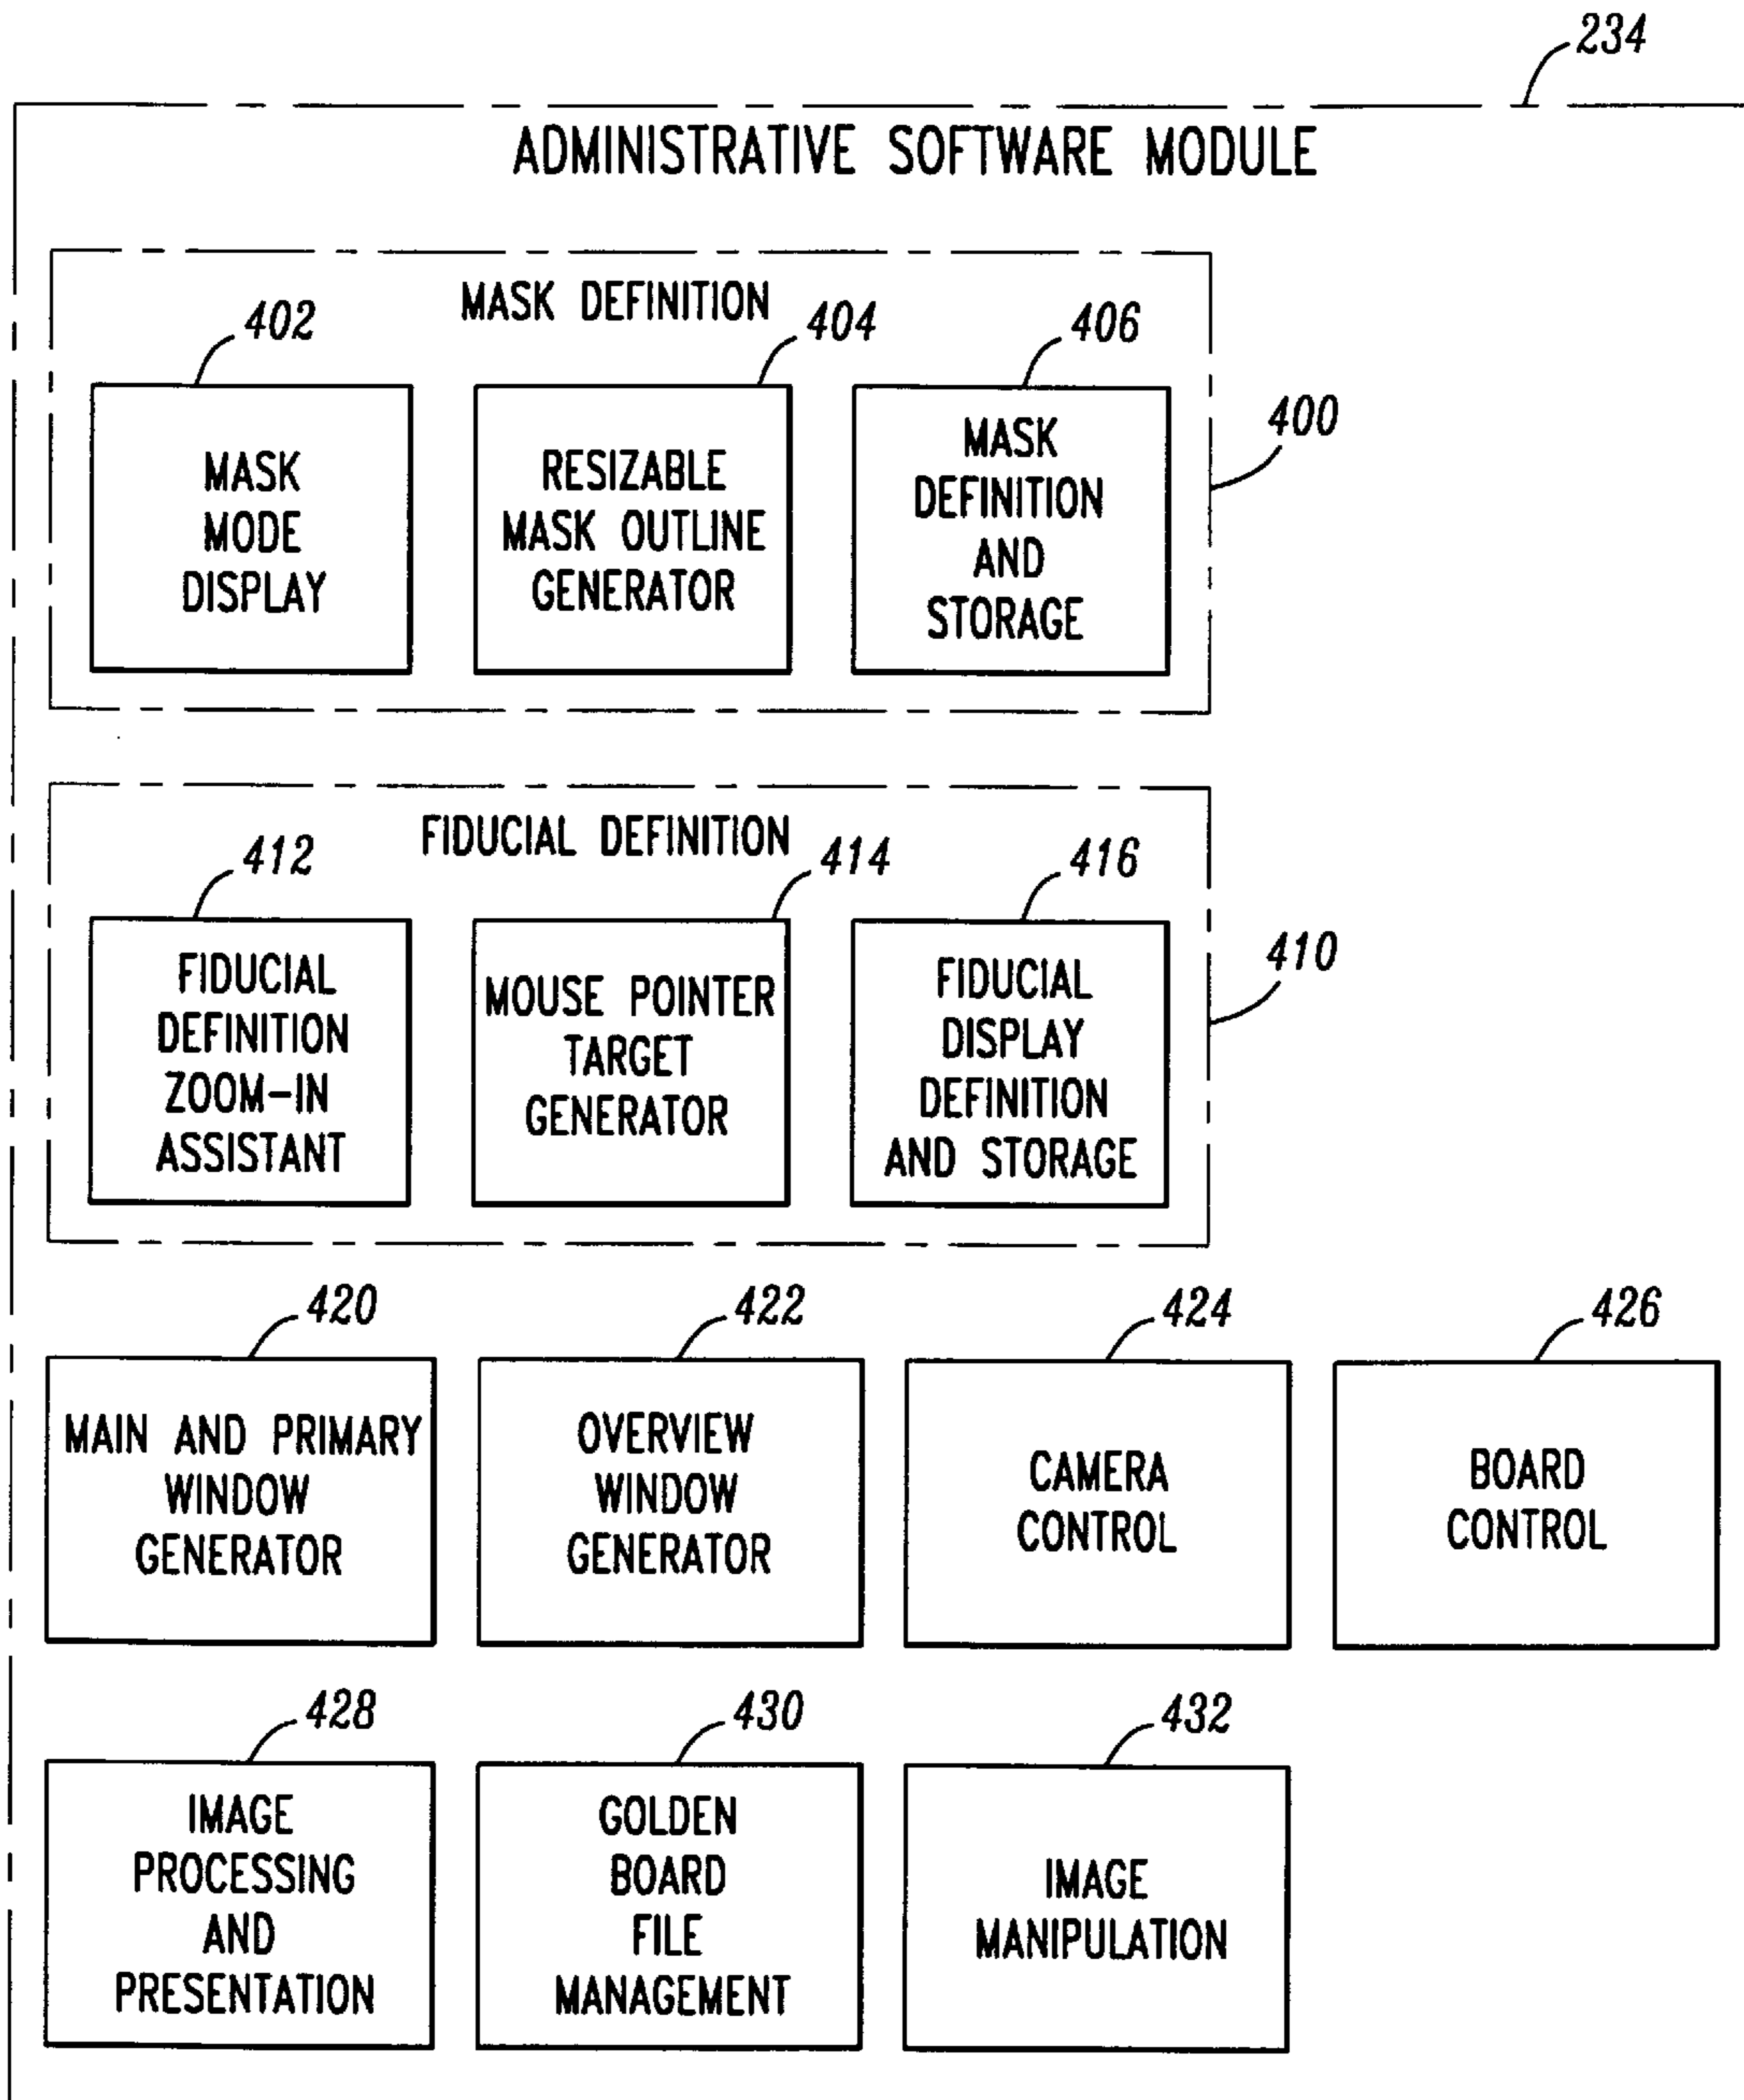 234
ADMINISTRATIVE SOFTWARE MODULE
MASK DEFINITION
402
404
406
400
MASK
MODE
DISPLAY
RESIZABLE
MASK OUTLINE
GENERATOR
MASK
DEFINITION
AND
STORAGE
FIDUCIAL DEFINITION
412
414
416
410
FIDUCIAL
DEFINITION
ZOOM-IN
ASSISTANT
MOUSE POINTER
TARGET
GENERATOR
FIDUCIAL
DISPLAY
DEFINITION
AND STORAGE
420
422
424
426
MAIN AND PRIMARY
WINDOW
GENERATOR
OVERVIEW
WINDOW
GENERATOR
CAMERA
CONTROL
BOARD
CONTROL
428
430
432
IMAGE
PROCESSING
AND
PRESENTATION
GOLDEN
BOARD
FILE
MANAGEMENT
IMAGE
MANIPULATION